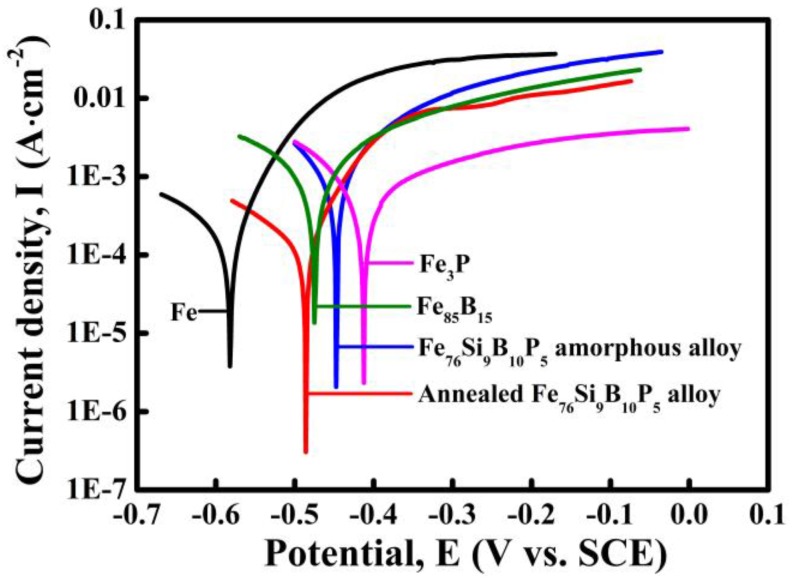 Current density, I (A·cm⁻²)
0.1
0.01
1E-3
1E-4
1E-5
1E-6
1E-7
Fe
Fe₃P
Fe₈₅B₁₅
Fe₇₆Si₉B₁₀P₅ amorphous alloy
Annealed Fe₇₆Si₉B₁₀P₅ alloy
-0.7 -0.6 -0.5 -0.4 -0.3 -0.2 -0.1 0.0 0.1
Potential, E (V vs. SCE)